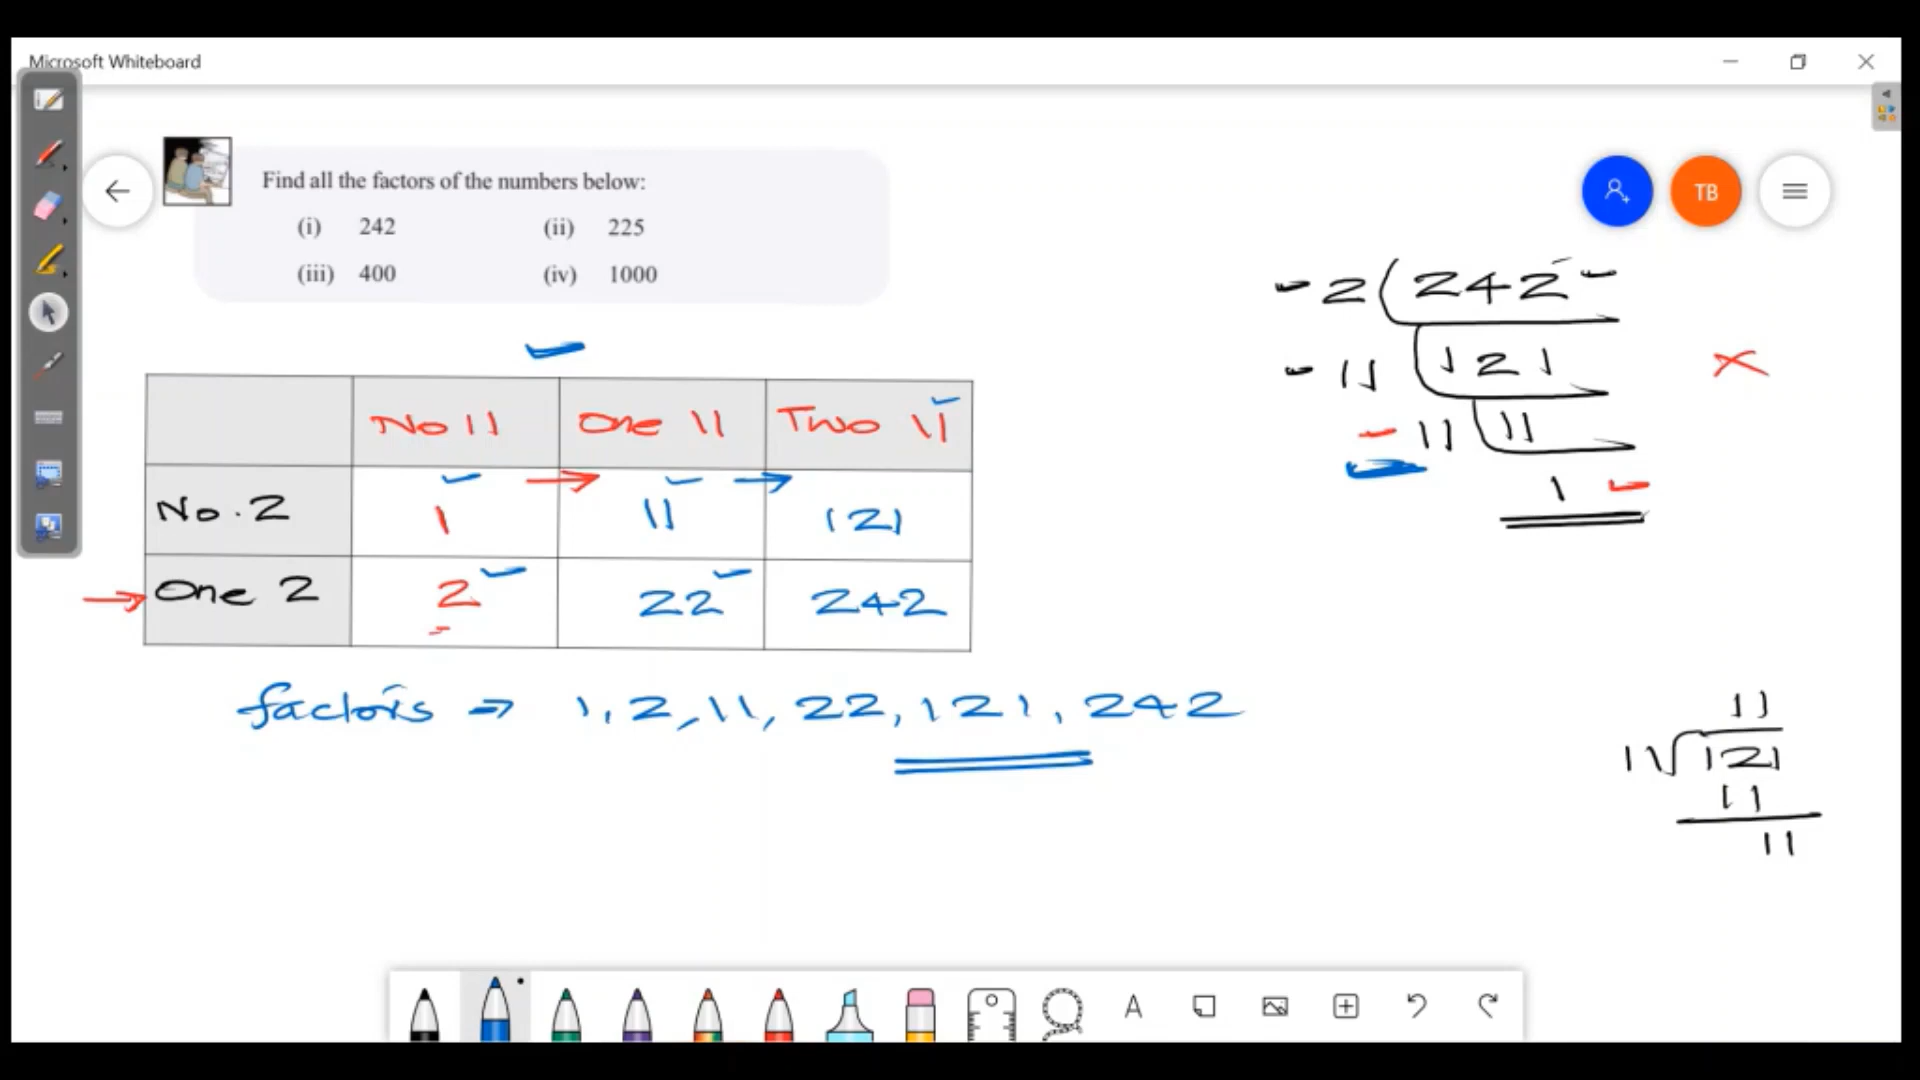 Microsoft Whiteboard
TB
Find all the factors of the numbers below:
(i) 242 (ii) 225
(iii) 400 (iv) 1000
2 242
11 121
11 11
1
No 11 One 11 Two 11
No. 2 1 11 121
One 2 2 22 242
factors → 1, 2, 11, 22, 121, 242
11
11 121
11
11
A